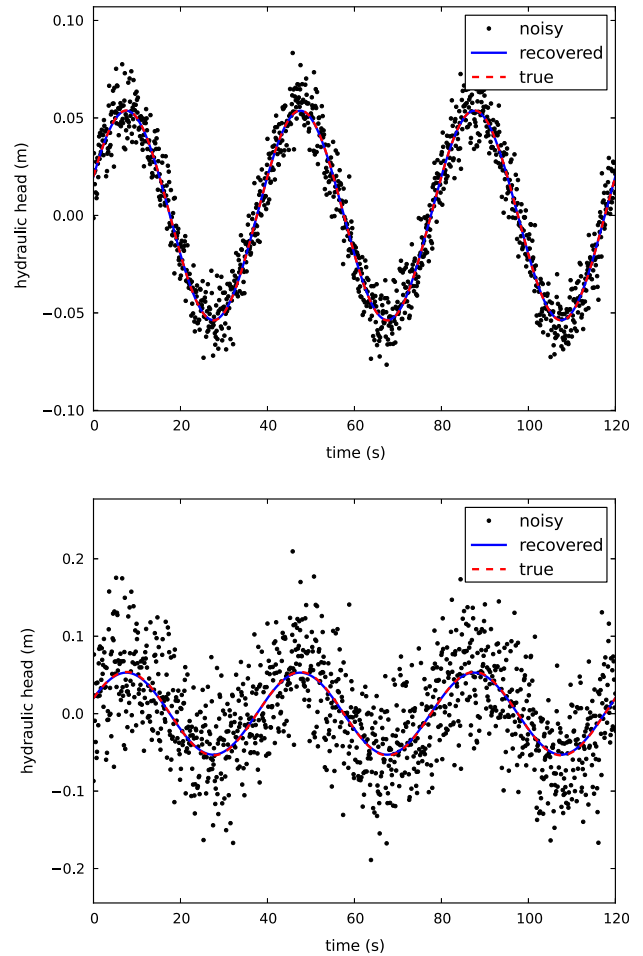 0.10
noisy
recovered
true
0.05
hydraulic head (m)
0.00
−0.05
−0.10
0 20 40 60 80 100 120
time (s)
noisy
recovered
true
0.2
0.1
hydraulic head (m)
0.0
−0.1
−0.2
0 20 40 60 80 100 120
time (s)